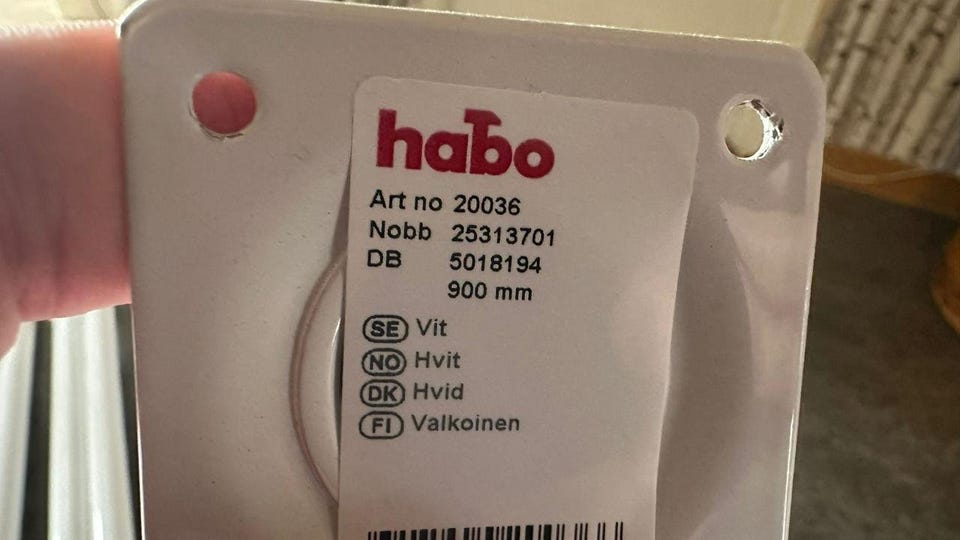 habo
Art no 20036
Nobb 25313701
DB 5018194
900 mm
SE Vit
NO Hvit
DK Hvid
FI Valkoinen